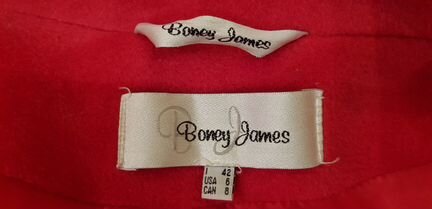 Boney James
Boney James
I 42
USA 6
CAN 8